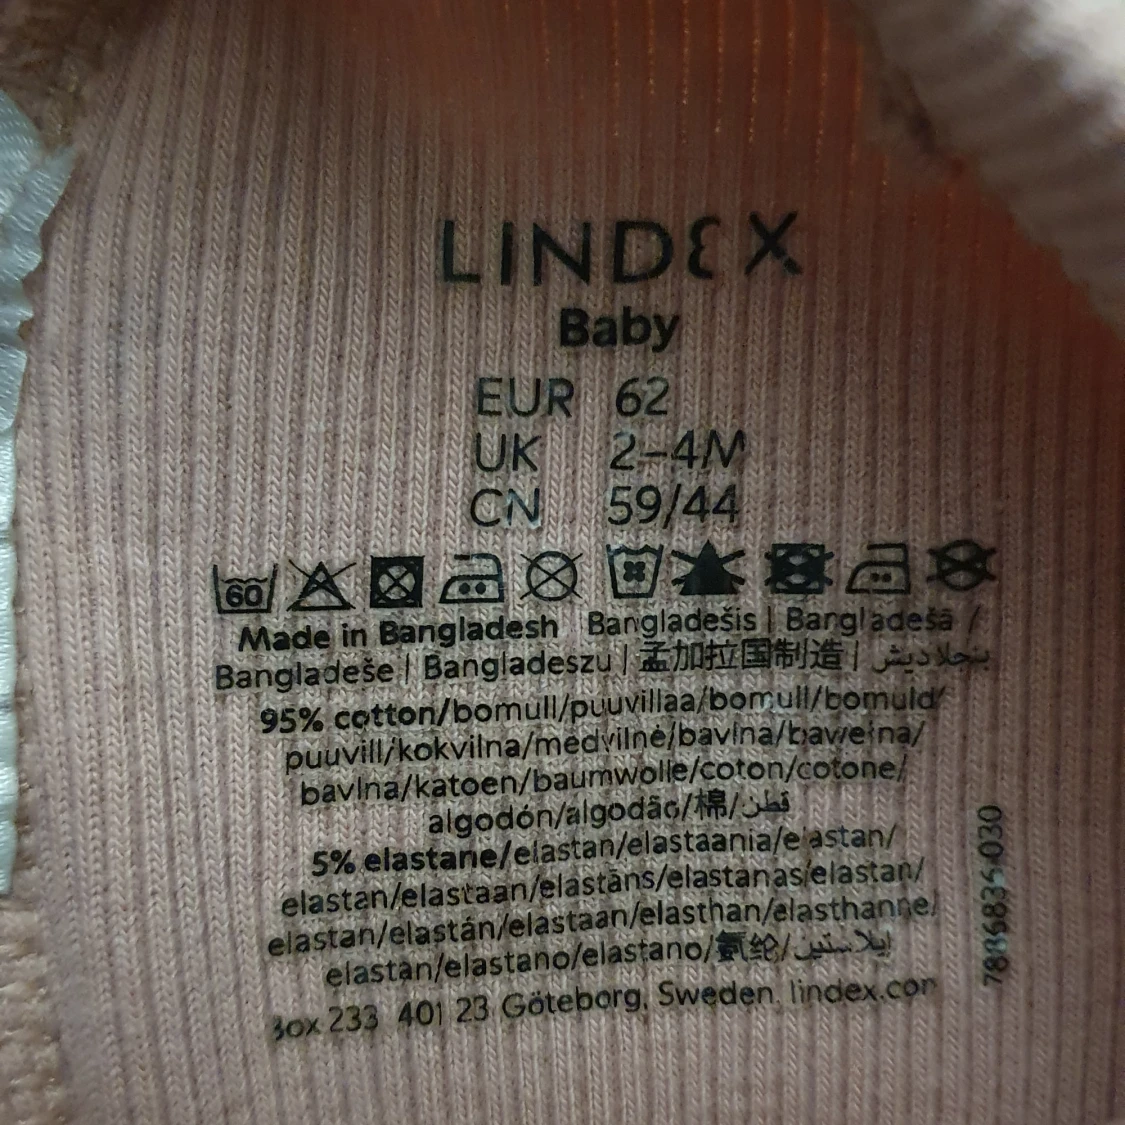 LINDEX
Baby
EUR 62
UK 2-4M
CN 59/44
60
Made in Bangladesh Bangladešis | Bangladešā /
Bangladeše | Bangladeszu | 孟加拉国制造 | بنجلاديش
95% cotton/bomull/puuvillaa/bomull/bomuld/
puuvill/kokvilna/medvilnė/bavlna/bawełna/
bavlna/katoen/baumwolle/coton/cotone/
algodón/algodão/棉/قطن
5% elastane/elastan/elastaania/elastan/
elastan/elastaan/elastāns/elastanas/elastan/
elastan/elastán/elastaan/elasthan/elasthanne/
elastan/elastano/elastano/氨纶/إيلاستين
Box 233 401 23 Göteborg, Sweden. lindex.com
7886835-030